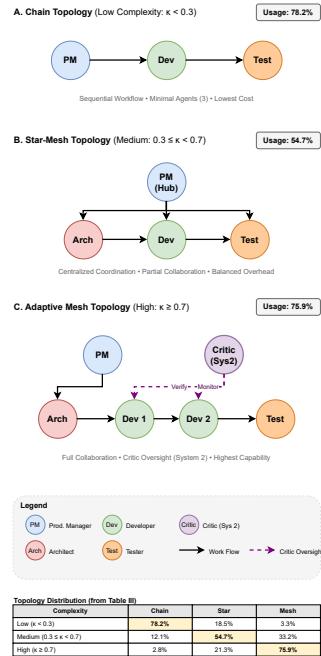 A. Chain Topology (Low Complexity: κ < 0.3)
Usage: 78.2%
PM
Dev
Test
Sequential Workflow • Minimal Agents (3) • Lowest Cost
B. Star-Mesh Topology (Medium: 0.3 ≤ κ < 0.7)
Usage: 54.7%
PM
(Hub)
Arch
Dev
Test
Centralized Coordination • Partial Collaboration • Balanced Overhead
C. Adaptive Mesh Topology (High: κ ≥ 0.7)
Usage: 75.9%
PM
Critic
(Sys2)
Verify
Monitor
Arch
Dev 1
Dev 2
Test
Full Collaboration • Critic Oversight (System 2) • Highest Capability
Legend
PM Prod. Manager
Dev Developer
Critic Critic (Sys 2)
Arch Architect
Test Tester
Work Flow
Critic Oversight
Topology Distribution (from Table III)
Complexity Chain Star Mesh
Low (κ < 0.3) 78.2% 18.5% 3.3%
Medium (0.3 ≤ κ < 0.7) 12.1% 54.7% 33.2%
High (κ ≥ 0.7) 2.8% 21.3% 75.9%